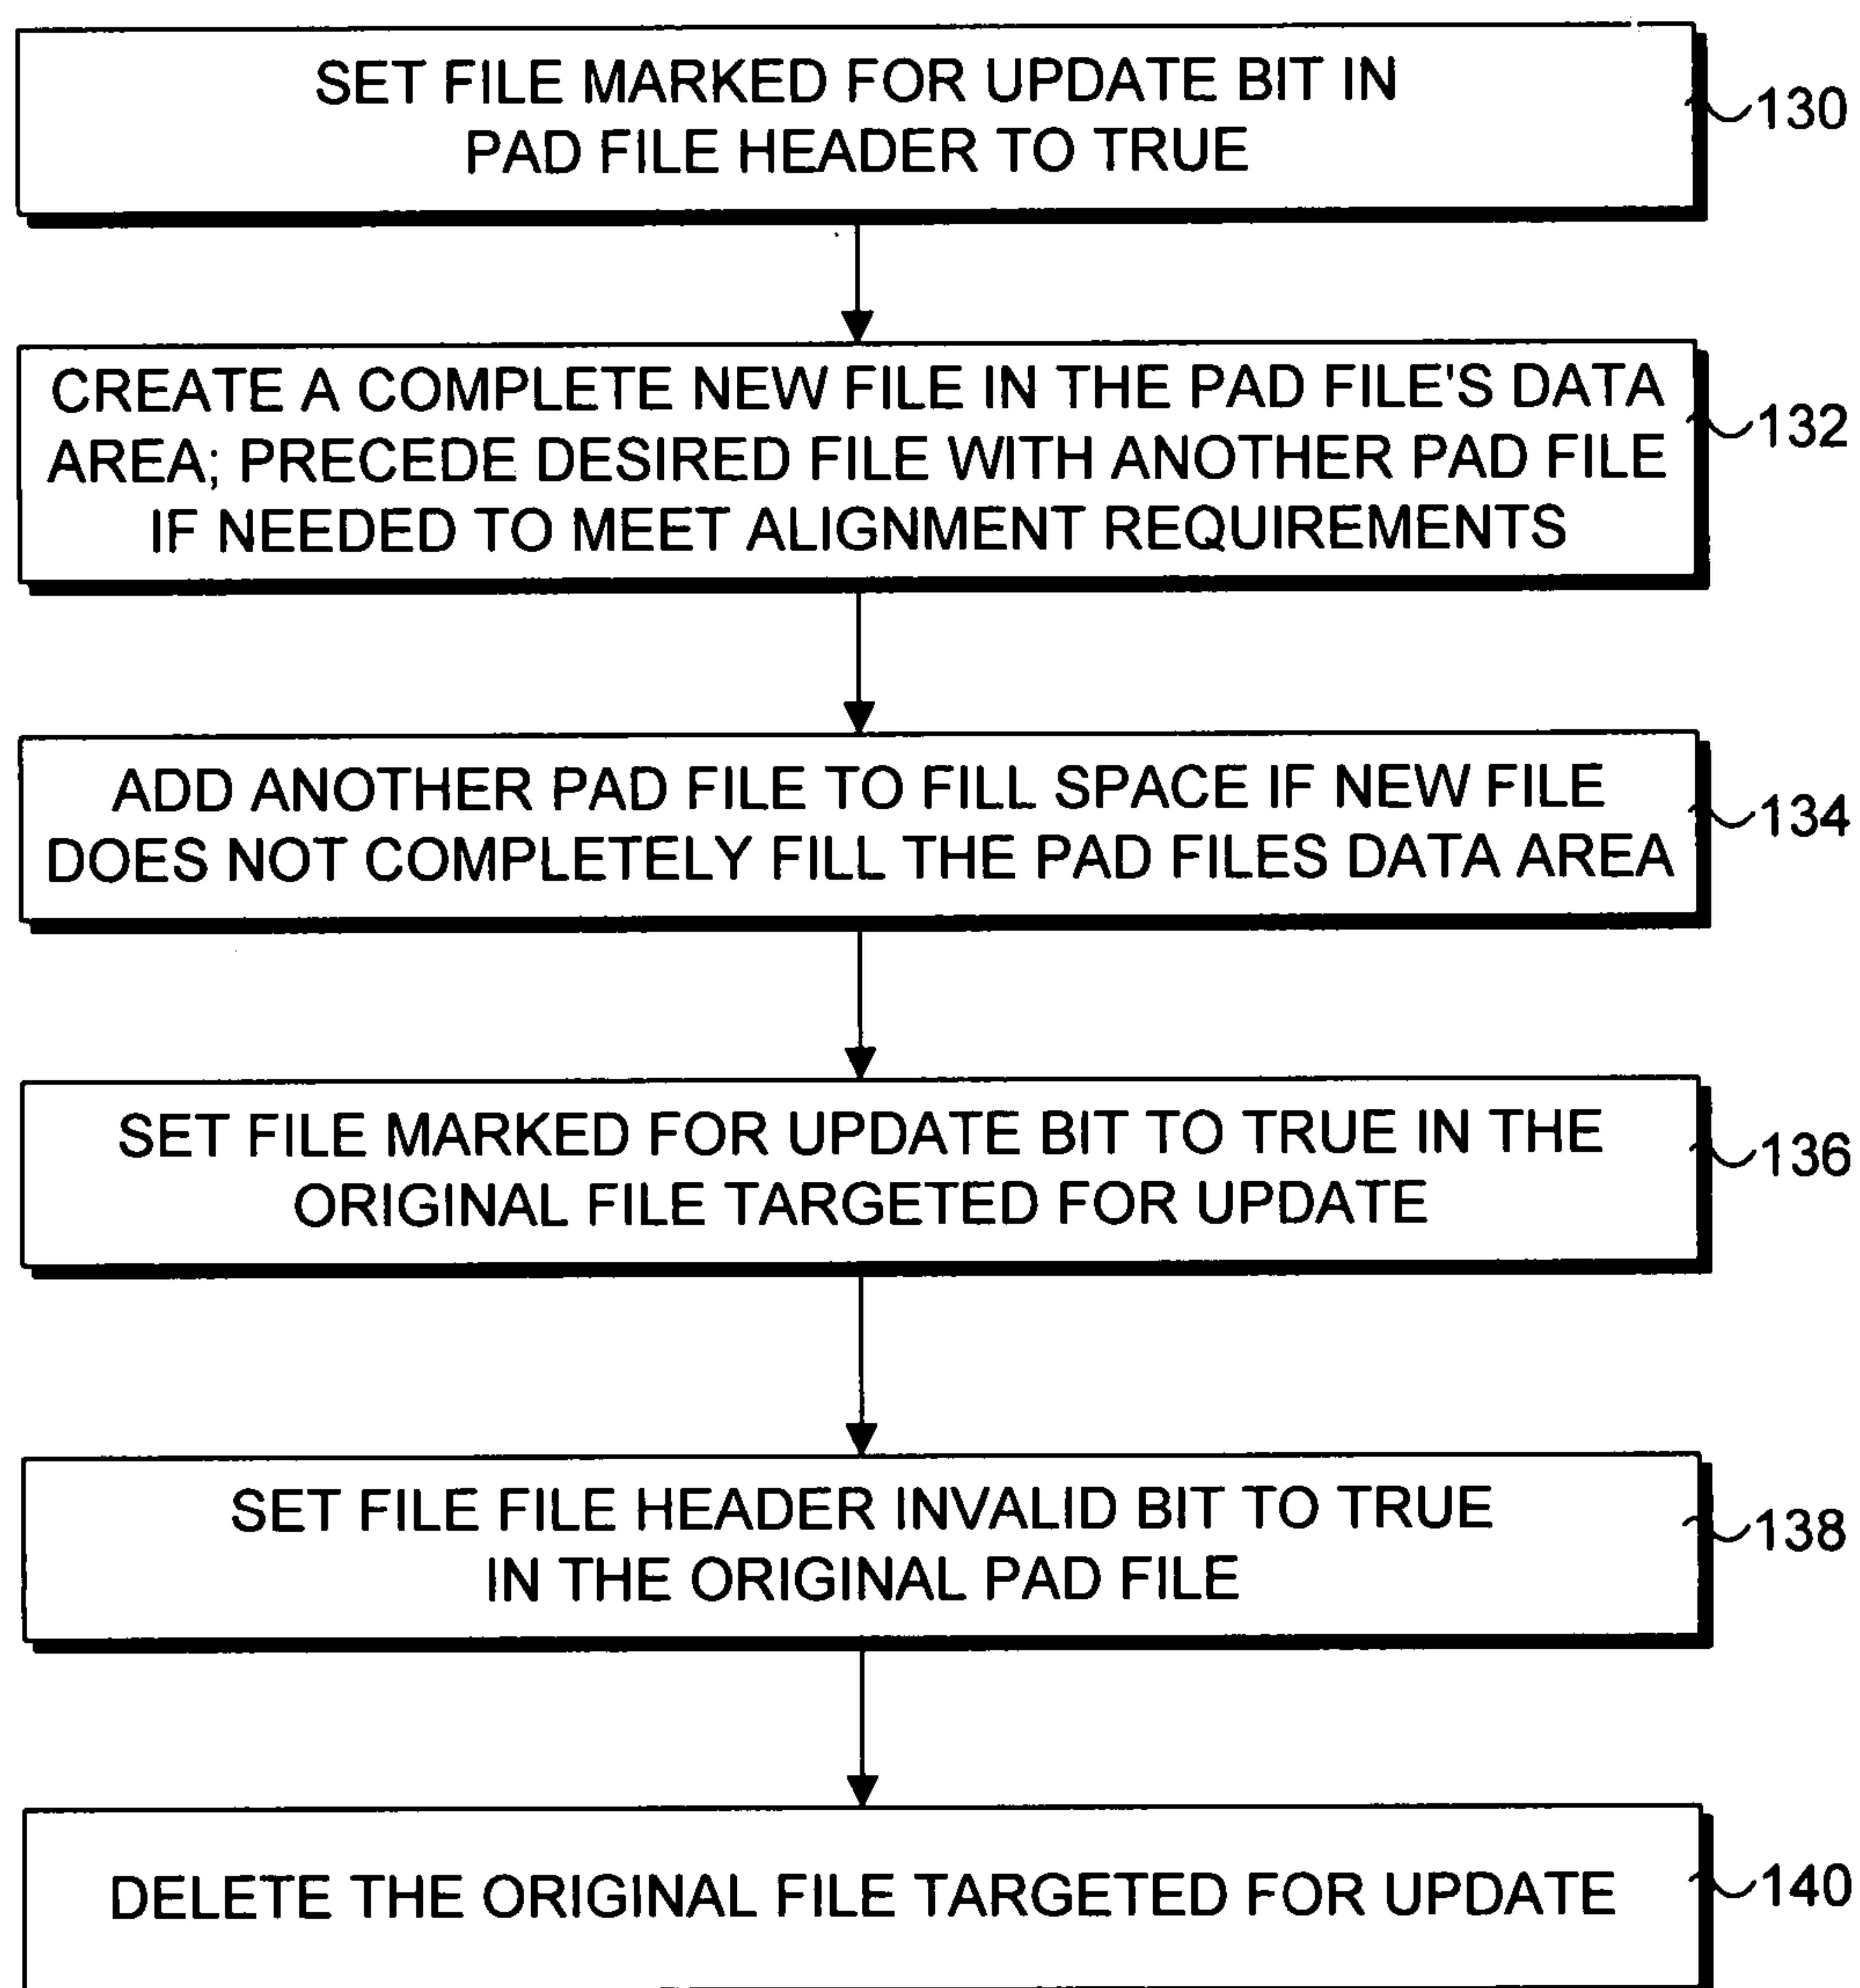 SET FILE MARKED FOR UPDATE BIT IN
PAD FILE HEADER TO TRUE
130
CREATE A COMPLETE NEW FILE IN THE PAD FILE'S DATA
AREA; PRECEDE DESIRED FILE WITH ANOTHER PAD FILE
IF NEEDED TO MEET ALIGNMENT REQUIREMENTS
132
ADD ANOTHER PAD FILE TO FILL SPACE IF NEW FILE
DOES NOT COMPLETELY FILL THE PAD FILES DATA AREA
134
SET FILE MARKED FOR UPDATE BIT TO TRUE IN THE
ORIGINAL FILE TARGETED FOR UPDATE
136
SET FILE FILE HEADER INVALID BIT TO TRUE
IN THE ORIGINAL PAD FILE
138
DELETE THE ORIGINAL FILE TARGETED FOR UPDATE
140